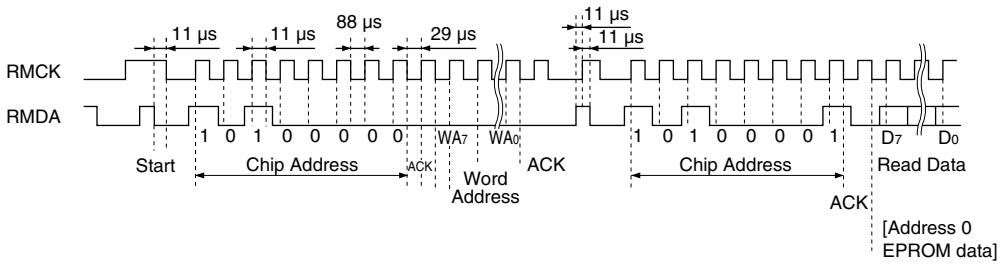 11 µs
11 µs 11 µs 88 µs 29 µs 11 µs
RMCK
RMDA
1 0 1 0 0 0 0 0 WA7 WA0 1 0 1 0 0 0 0 1 D7 D0
Start Chip Address ACK Word Address ACK Chip Address ACK Read Data
[Address 0
EPROM data]